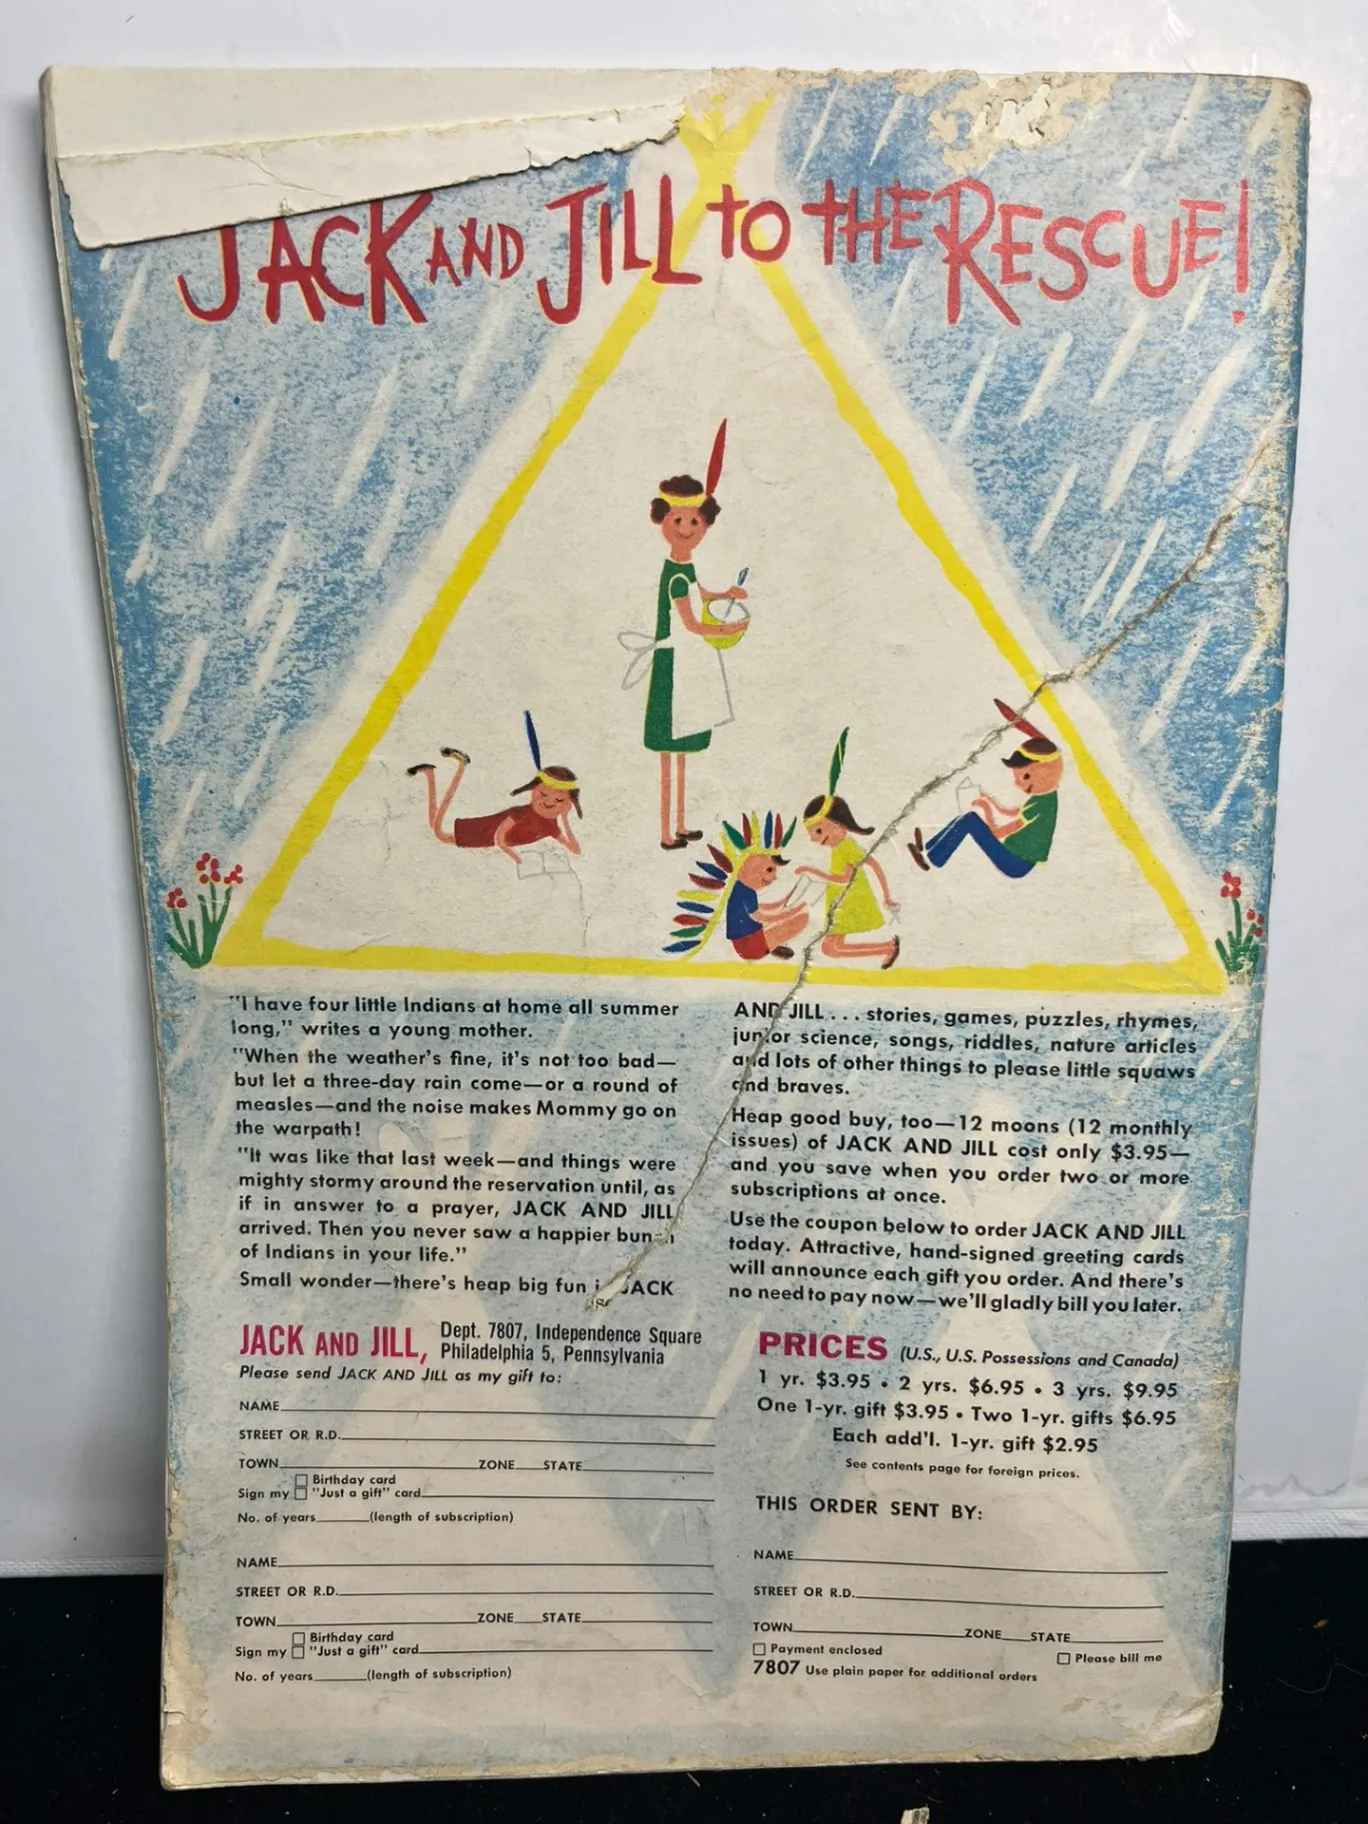 JACK AND JILL to tHE RESCUE!
"I have four little Indians at home all summer
long," writes a young mother.
"When the weather's fine, it's not too bad—
but let a three-day rain come—or a round of
measles—and the noise makes Mommy go on
the warpath!
"It was like that last week—and things were
mighty stormy around the reservation until, as
if in answer to a prayer, JACK AND JILL
arrived. Then you never saw a happier bunch
of Indians in your life."
Small wonder—there's heap big fun in JACK
AND JILL . . . stories, games, puzzles, rhymes,
junior science, songs, riddles, nature articles
and lots of other things to please little squaws
and braves.
Heap good buy, too—12 moons (12 monthly
issues) of JACK AND JILL cost only $3.95—
and you save when you order two or more
subscriptions at once.
Use the coupon below to order JACK AND JILL
today. Attractive, hand-signed greeting cards
will announce each gift you order. And there's
no need to pay now—we'll gladly bill you later.
JACK AND JILL, Dept. 7807, Independence Square
Philadelphia 5, Pennsylvania
Please send JACK AND JILL as my gift to:
NAME
STREET OR R.D.
TOWN ZONE STATE
Birthday card
Sign my "Just a gift" card
No. of years (length of subscription)
NAME
STREET OR R.D.
TOWN ZONE STATE
Birthday card
Sign my "Just a gift" card
No. of years (length of subscription)
PRICES (U.S., U.S. Possessions and Canada)
1 yr. $3.95 • 2 yrs. $6.95 • 3 yrs. $9.95
One 1-yr. gift $3.95 • Two 1-yr. gifts $6.95
Each add'l. 1-yr. gift $2.95
See contents page for foreign prices.
THIS ORDER SENT BY:
NAME
STREET OR R.D.
TOWN ZONE STATE
Payment enclosed Please bill me
7807 Use plain paper for additional orders